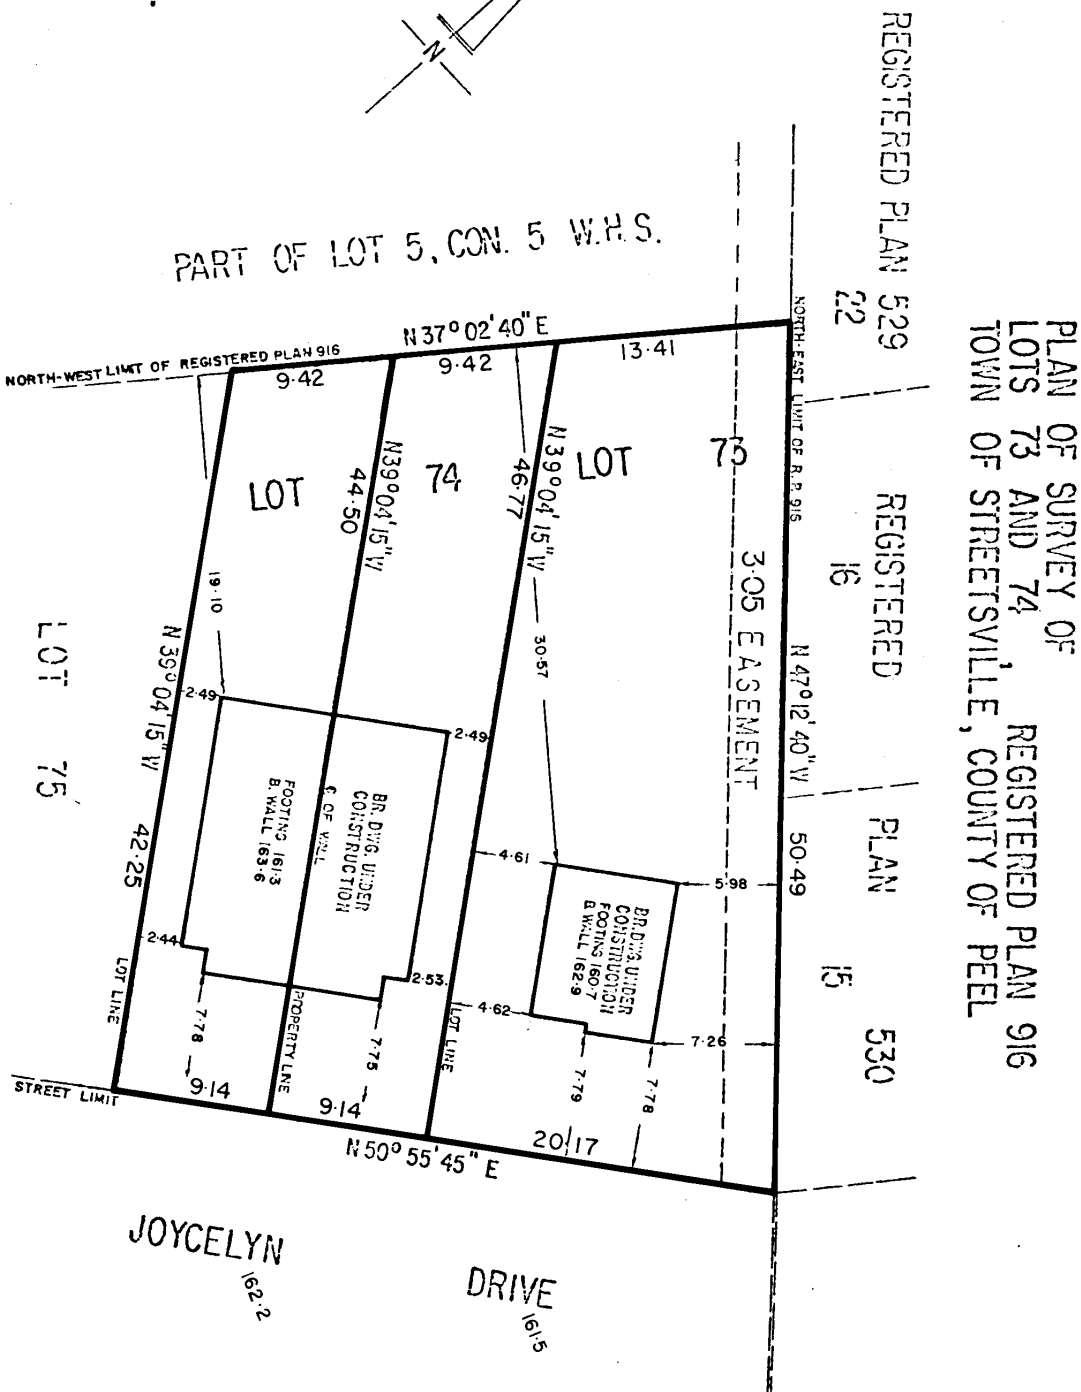 PLAN OF SURVEY OF
LOTS 73 AND 74, REGISTERED PLAN 916
TOWN OF STREETSVILLE, COUNTY OF PEEL
REGISTERED PLAN 529
22
REGISTERED PLAN 530
16
15
N
PART OF LOT 5, CON. 5 W.H.S.
NORTH-WEST LIMIT OF REGISTERED PLAN 916
N 37° 02' 40" E
9.42
9.42
13.41
NORTH-EAST LIMIT OF R.P. 916
N 47° 12' 40" W
50.49
3.05 EASEMENT
LOT 73
LOT 74
LOT 75
N 39° 04' 15" W
46.77
N 39° 04' 15" W
44.50
N 39° 04' 15" W
42.25
19.10
30.57
2.49
2.49
BR. DWG. UNDER
CONSTRUCTION
℄ OF WALL
FOOTING 161.3
B. WALL 163.6
4.61
5.98
BR. DWG. UNDER
CONSTRUCTION
FOOTING 160.7
B. WALL 162.9
2.44
2.53
4.62
7.26
LOT LINE
PROPERTY LINE
LOT LINE
7.78
7.75
7.79
7.78
STREET LIMIT
9.14
9.14
20.17
N 50° 55' 45" E
JOYCELYN DRIVE
162.2
161.5